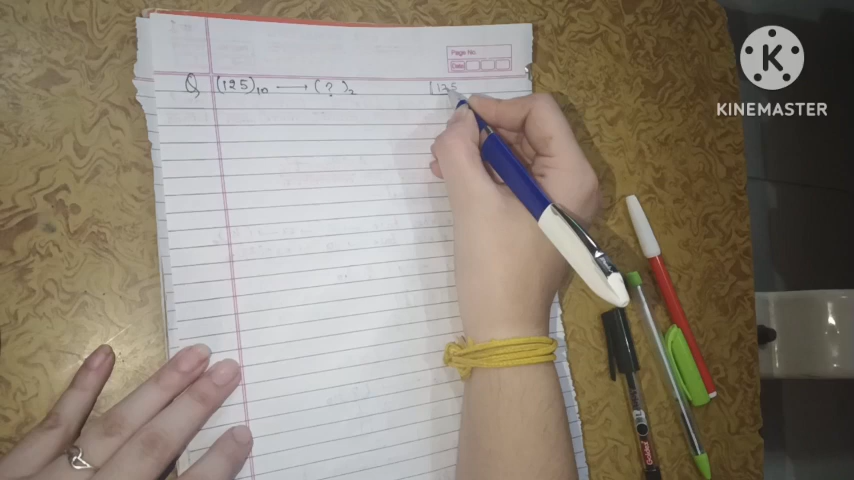 Page No.
Date
Q (125)10 → (?)2 125
K
KINEMASTER